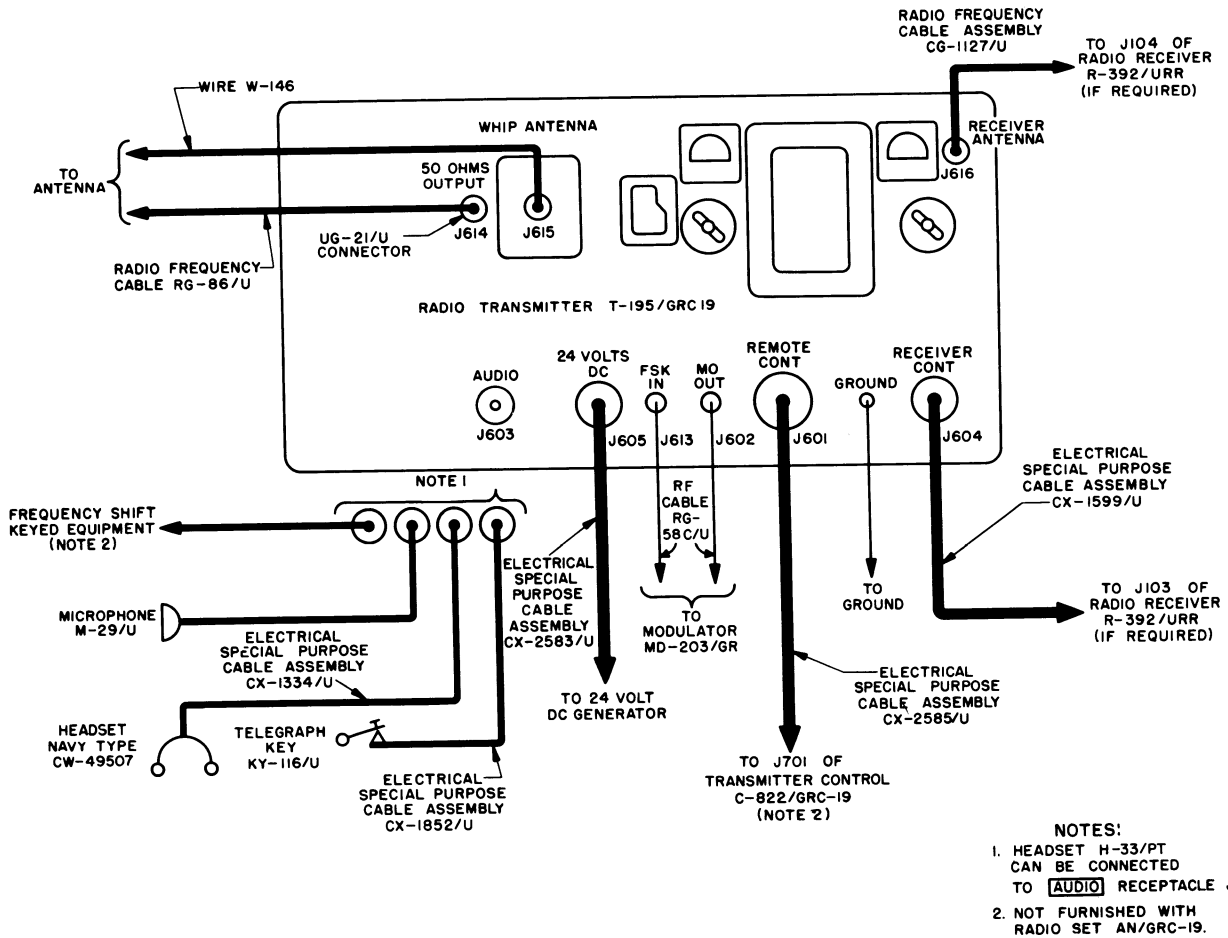 RADIO FREQUENCY
CABLE ASSEMBLY
CG-1127/U
TO J104 OF
RADIO RECEIVER
R-392/URR
(IF REQUIRED)
WIRE W-146
WHIP ANTENNA
RECEIVER
ANTENNA
J616
TO
ANTENNA
50 OHMS
OUTPUT
J614
J615
UG-21/U
CONNECTOR
RADIO FREQUENCY
CABLE RG-86/U
RADIO TRANSMITTER T-195/GRC19
AUDIO
J603
24 VOLTS
DC
J605
FSK
IN
J613
MO
OUT
J602
REMOTE
CONT
J601
GROUND
RECEIVER
CONT
J604
NOTE 1
FREQUENCY SHIFT
KEYED EQUIPMENT
(NOTE 2)
RF
CABLE
RG-
58C/U
ELECTRICAL
SPECIAL PURPOSE
CABLE ASSEMBLY
CX-1599/U
ELECTRICAL
SPECIAL
PURPOSE
CABLE
ASSEMBLY
CX-2583/U
TO
MODULATOR
MD-203/GR
TO
GROUND
TO J103 OF
RADIO RECEIVER
R-392/URR
(IF REQUIRED)
MICROPHONE
M-29/U
ELECTRICAL
SPECIAL PURPOSE
CABLE ASSEMBLY
CX-1334/U
TO 24 VOLT
DC GENERATOR
ELECTRICAL
SPECIAL PURPOSE
CABLE ASSEMBLY
CX-2585/U
HEADSET
NAVY TYPE
CW-49507
TELEGRAPH
KEY
KY-116/U
ELECTRICAL
SPECIAL PURPOSE
CABLE ASSEMBLY
CX-1852/U
TO J701 OF
TRANSMITTER CONTROL
C-822/GRC-19
(NOTE 2)
NOTES:
1. HEADSET H-33/PT
CAN BE CONNECTED
TO AUDIO RECEPTACLE
2. NOT FURNISHED WITH
RADIO SET AN/GRC-19.